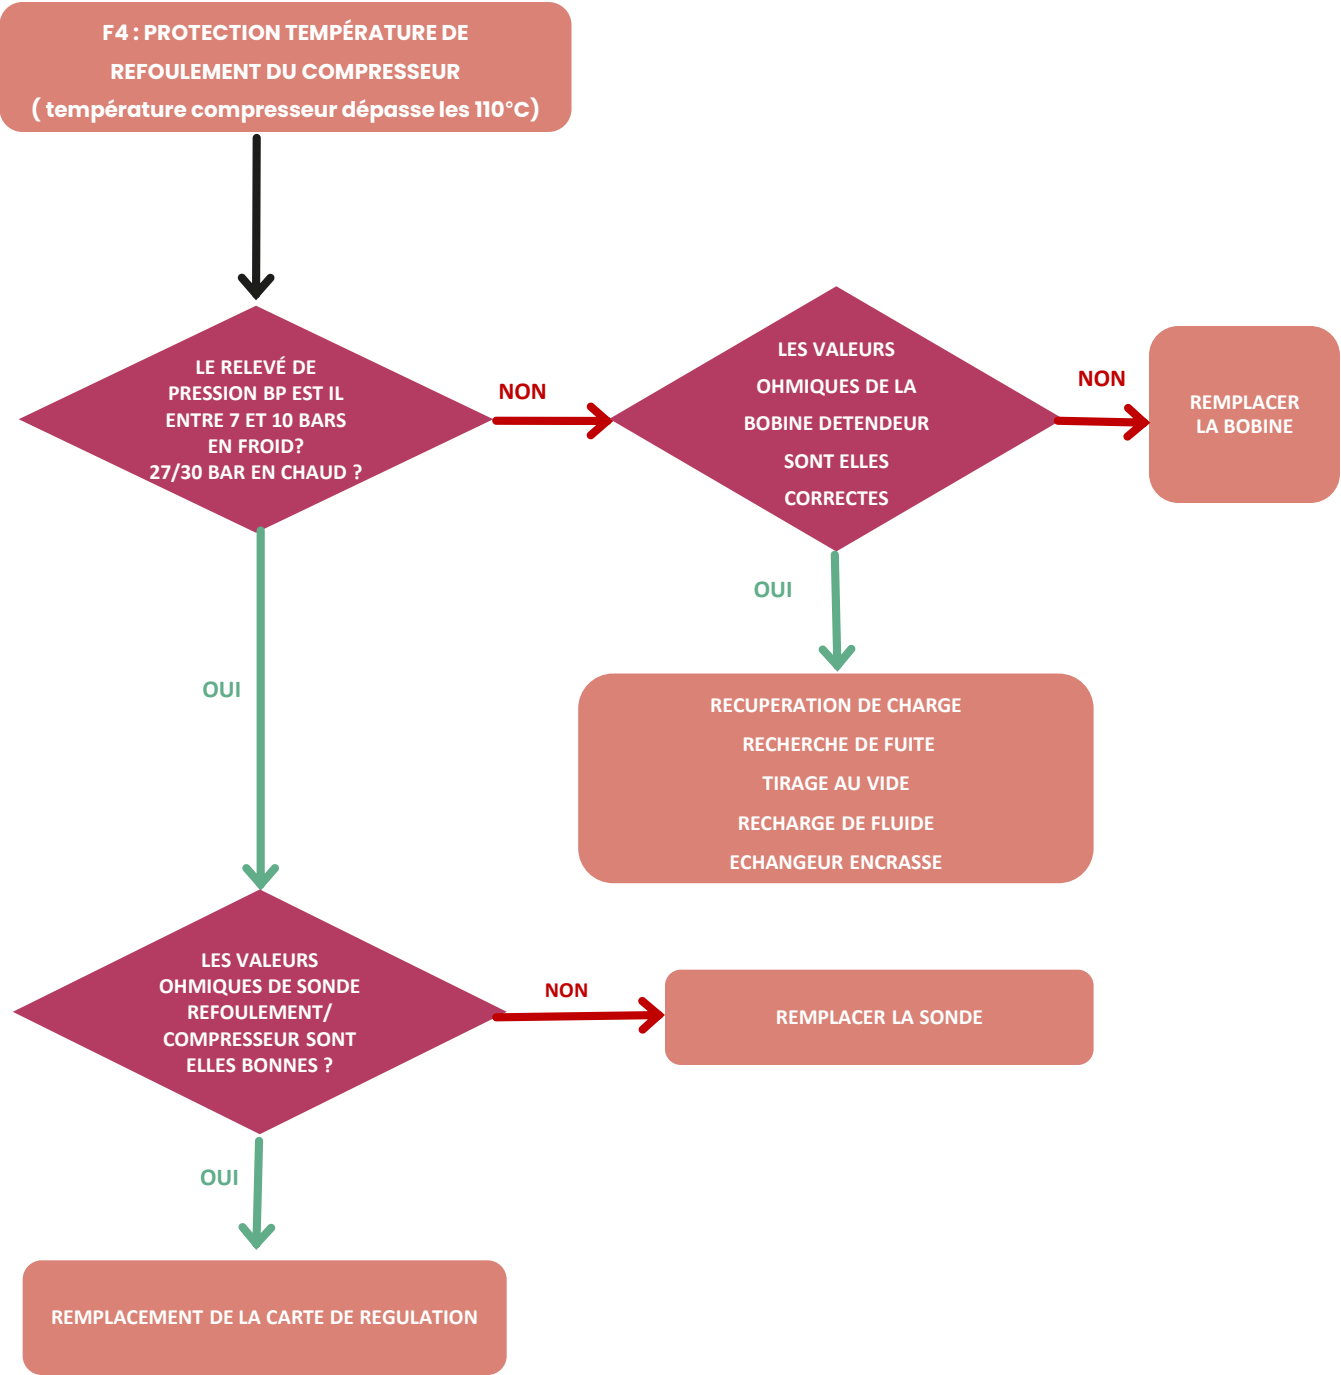 F4 : PROTECTION TEMPÉRATURE DE
REFOULEMENT DU COMPRESSEUR
( température compresseur dépasse les 110°C)
LE RELEVÉ DE
PRESSION BP EST IL
ENTRE 7 ET 10 BARS
EN FROID?
27/30 BAR EN CHAUD ?
NON
LES VALEURS
OHMIQUES DE LA
BOBINE DETENDEUR
SONT ELLES
CORRECTES
NON
REMPLACER
LA BOBINE
OUI
RECUPERATION DE CHARGE
RECHERCHE DE FUITE
TIRAGE AU VIDE
RECHARGE DE FLUIDE
ECHANGEUR ENCRASSE
OUI
LES VALEURS
OHMIQUES DE SONDE
REFOULEMENT/
COMPRESSEUR SONT
ELLES BONNES ?
NON
REMPLACER LA SONDE
OUI
REMPLACEMENT DE LA CARTE DE REGULATION